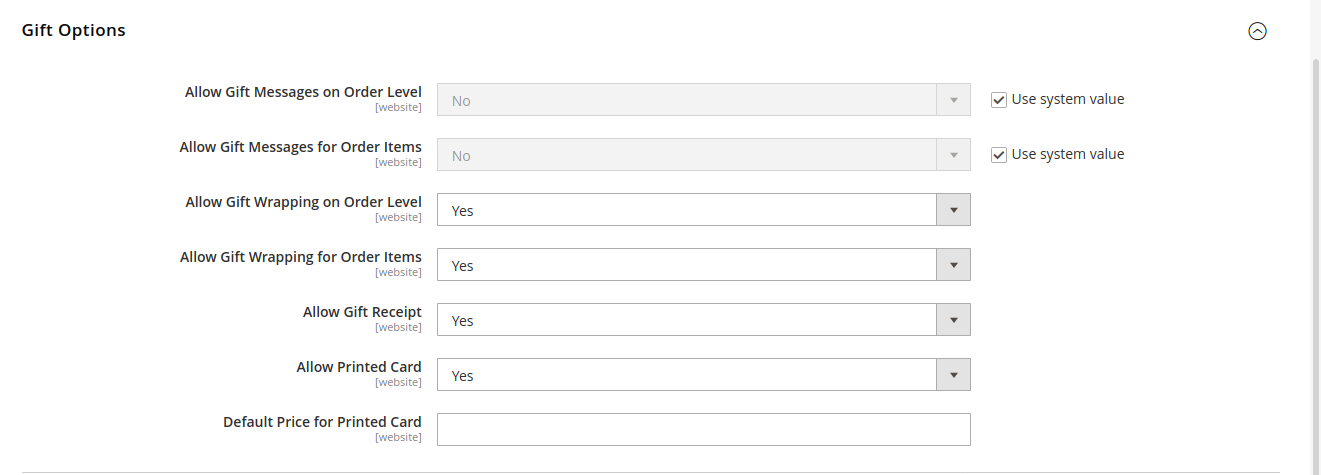 Gift Options
Allow Gift Messages on Order Level
[website]
No
Use system value
Allow Gift Messages for Order Items
[website]
No
Use system value
Allow Gift Wrapping on Order Level
[website]
Yes
Allow Gift Wrapping for Order Items
[website]
Yes
Allow Gift Receipt
[website]
Yes
Allow Printed Card
[website]
Yes
Default Price for Printed Card
[website]